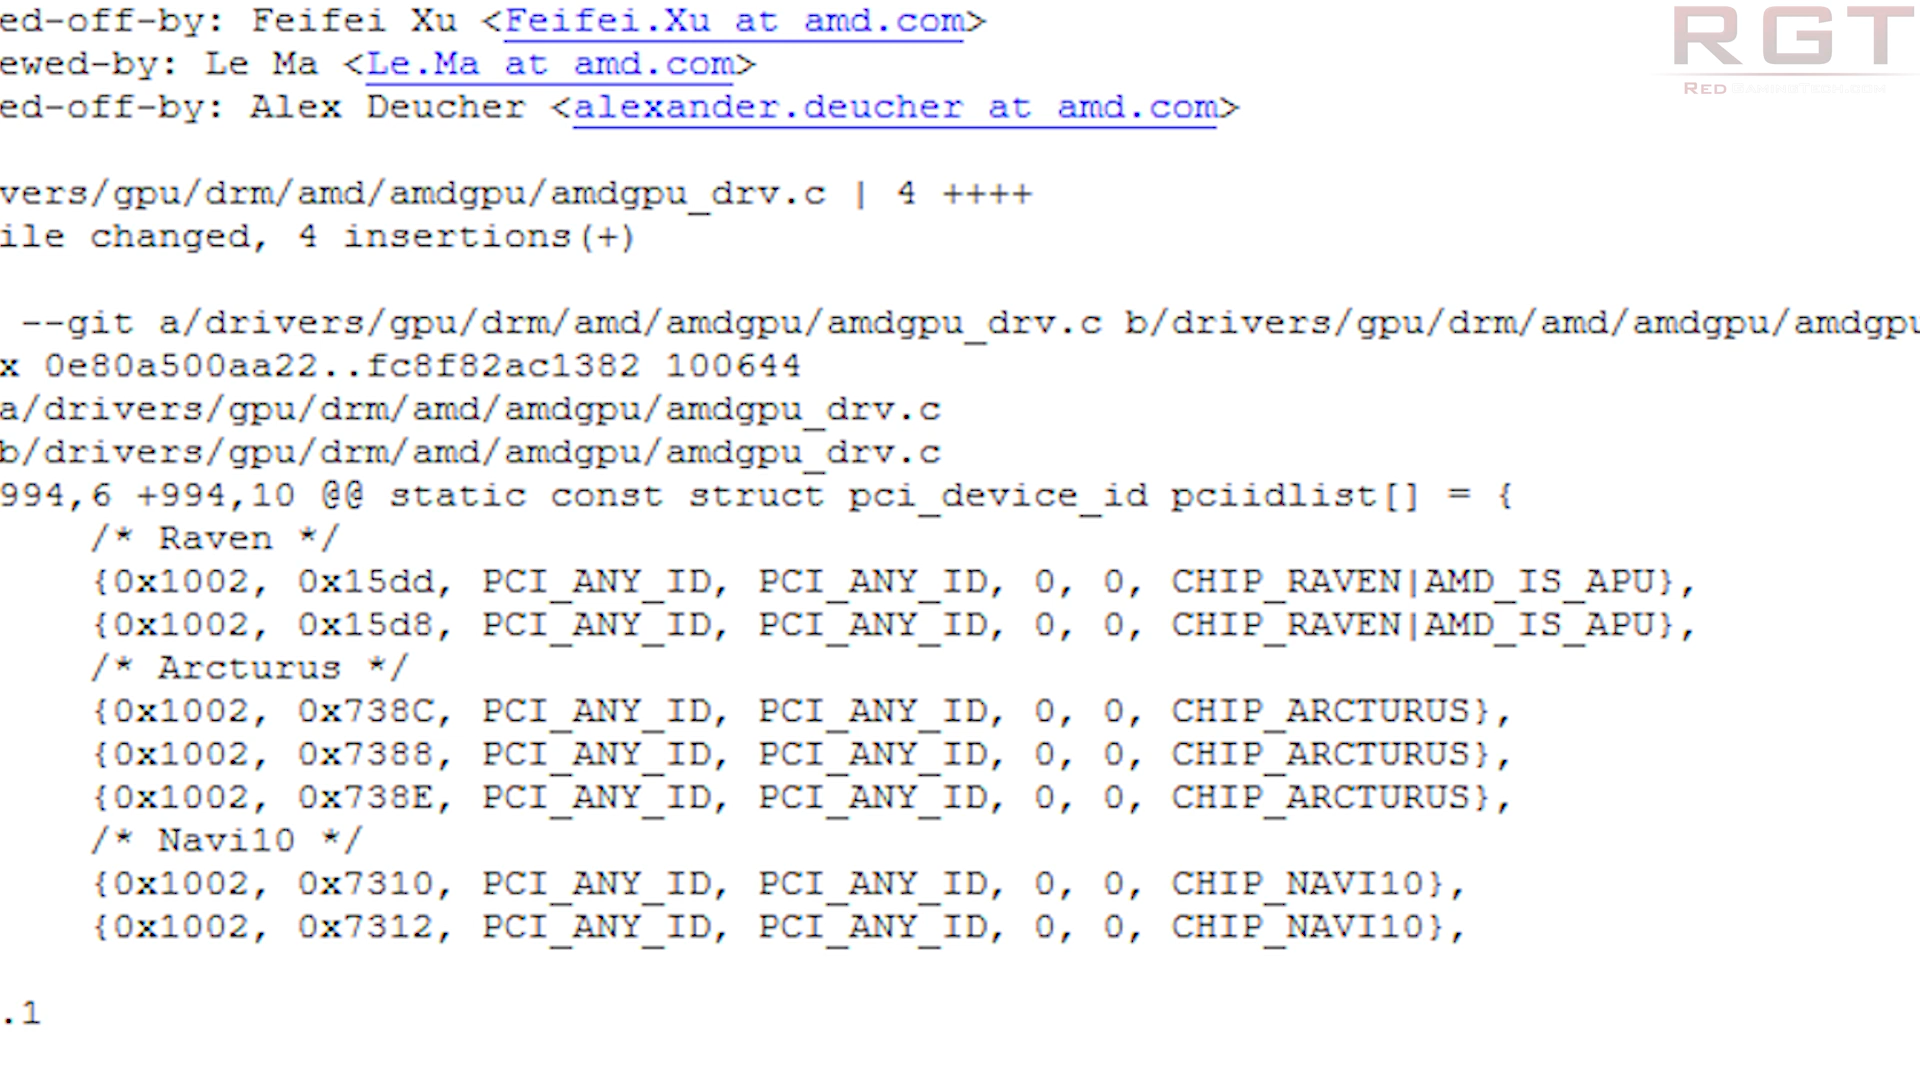 ed-off-by: Feifei Xu <Feifei.Xu at amd.com>
ewed-by: Le Ma <Le.Ma at amd.com>
ed-off-by: Alex Deucher <alexander.deucher at amd.com>
vers/gpu/drm/amd/amdgpu/amdgpu_drv.c | 4 ++++
ile changed, 4 insertions(+)
--git a/drivers/gpu/drm/amd/amdgpu/amdgpu_drv.c b/drivers/gpu/drm/amd/amdgpu/amdgpu
x 0e80a500aa22..fc8f82ac1382 100644
a/drivers/gpu/drm/amd/amdgpu/amdgpu_drv.c
b/drivers/gpu/drm/amd/amdgpu/amdgpu_drv.c
994,6 +994,10 @@ static const struct pci_device_id pciidlist[] = {
/* Raven */
{0x1002, 0x15dd, PCI_ANY_ID, PCI_ANY_ID, 0, 0, CHIP_RAVEN|AMD_IS_APU},
{0x1002, 0x15d8, PCI_ANY_ID, PCI_ANY_ID, 0, 0, CHIP_RAVEN|AMD_IS_APU},
/* Arcturus */
{0x1002, 0x738C, PCI_ANY_ID, PCI_ANY_ID, 0, 0, CHIP_ARCTURUS},
{0x1002, 0x7388, PCI_ANY_ID, PCI_ANY_ID, 0, 0, CHIP_ARCTURUS},
{0x1002, 0x738E, PCI_ANY_ID, PCI_ANY_ID, 0, 0, CHIP_ARCTURUS},
/* Navi10 */
{0x1002, 0x7310, PCI_ANY_ID, PCI_ANY_ID, 0, 0, CHIP_NAVI10},
{0x1002, 0x7312, PCI_ANY_ID, PCI_ANY_ID, 0, 0, CHIP_NAVI10},
.1
RGT
RED GAMINGTECH.COM